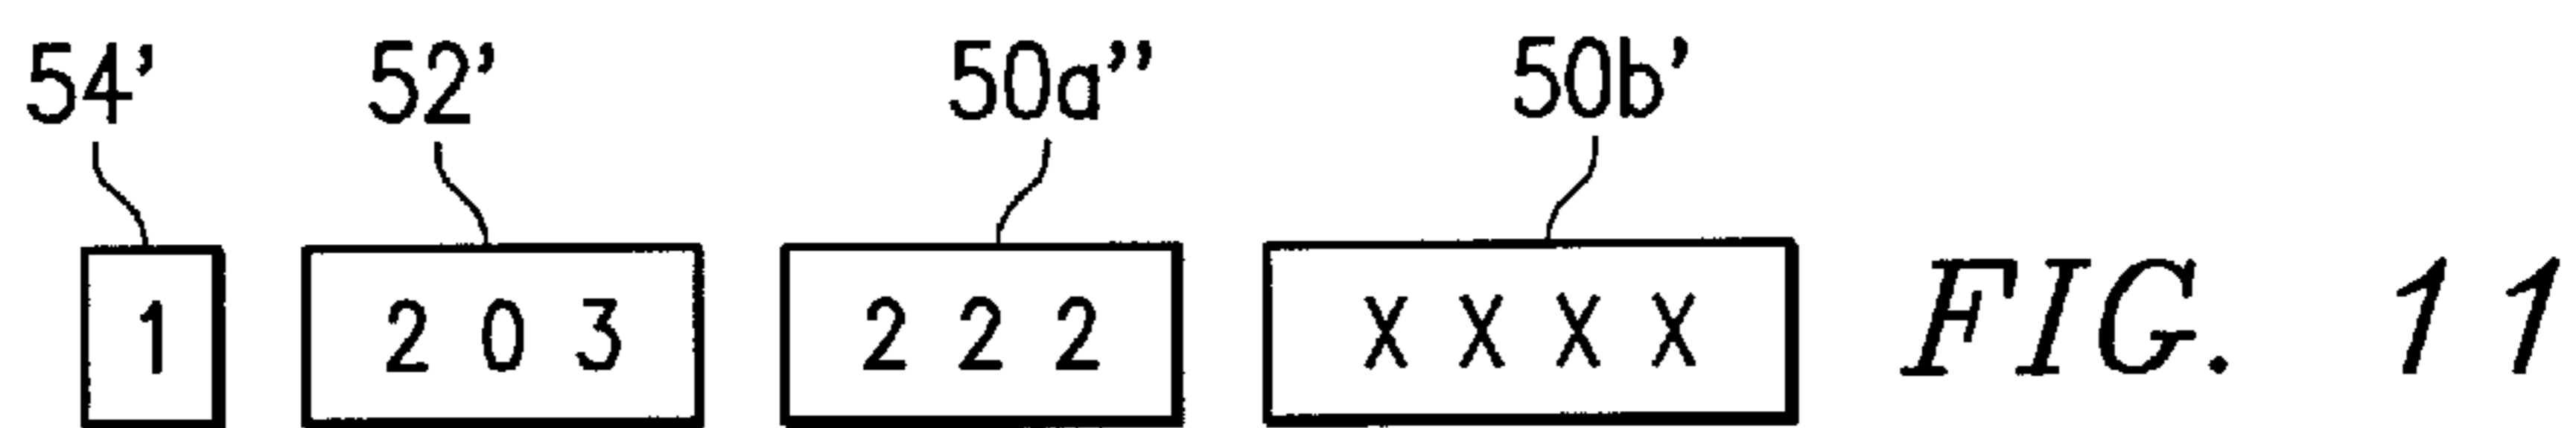 54' 52' 50a'' 50b'
1 2 0 3 2 2 2 X X X X FIG. 11